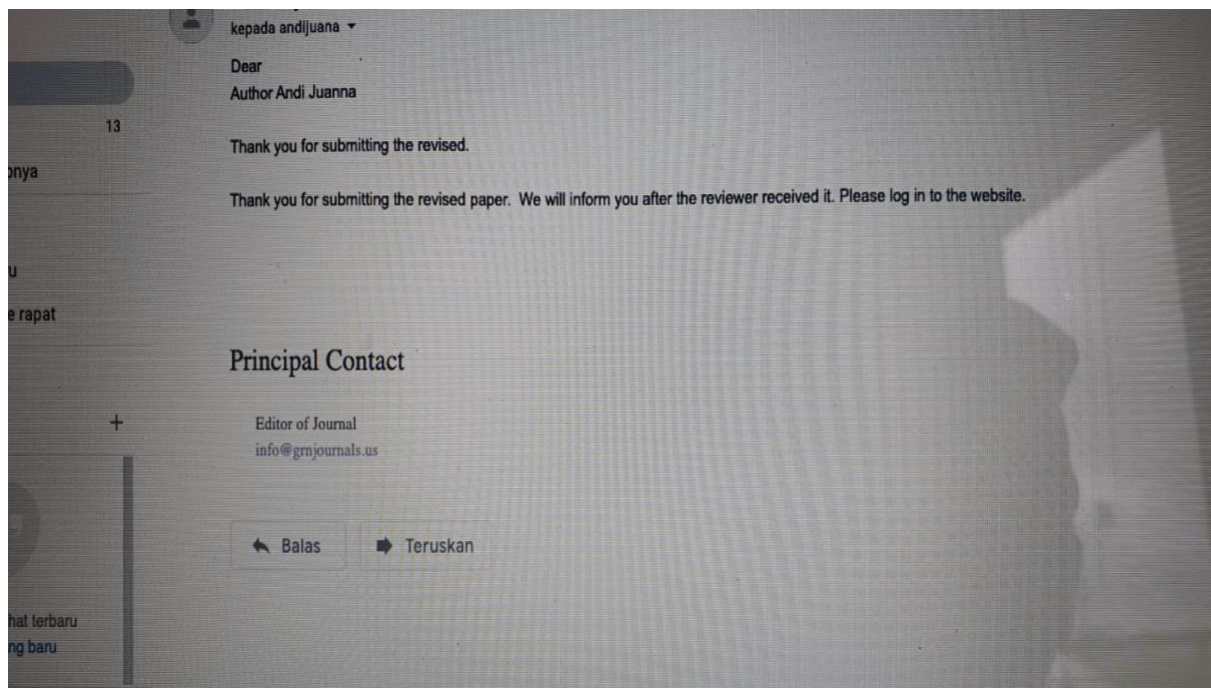 kepada andijuana
Dear
Author Andi Juanna
13
Thank you for submitting the revised.
onya
Thank you for submitting the revised paper. We will inform you after the reviewer received it. Please log in to the website.
u
e rapat
Principal Contact
+
Editor of Journal
info@grnjournals.us
Balas
Teruskan
hat terbaru
ng baru